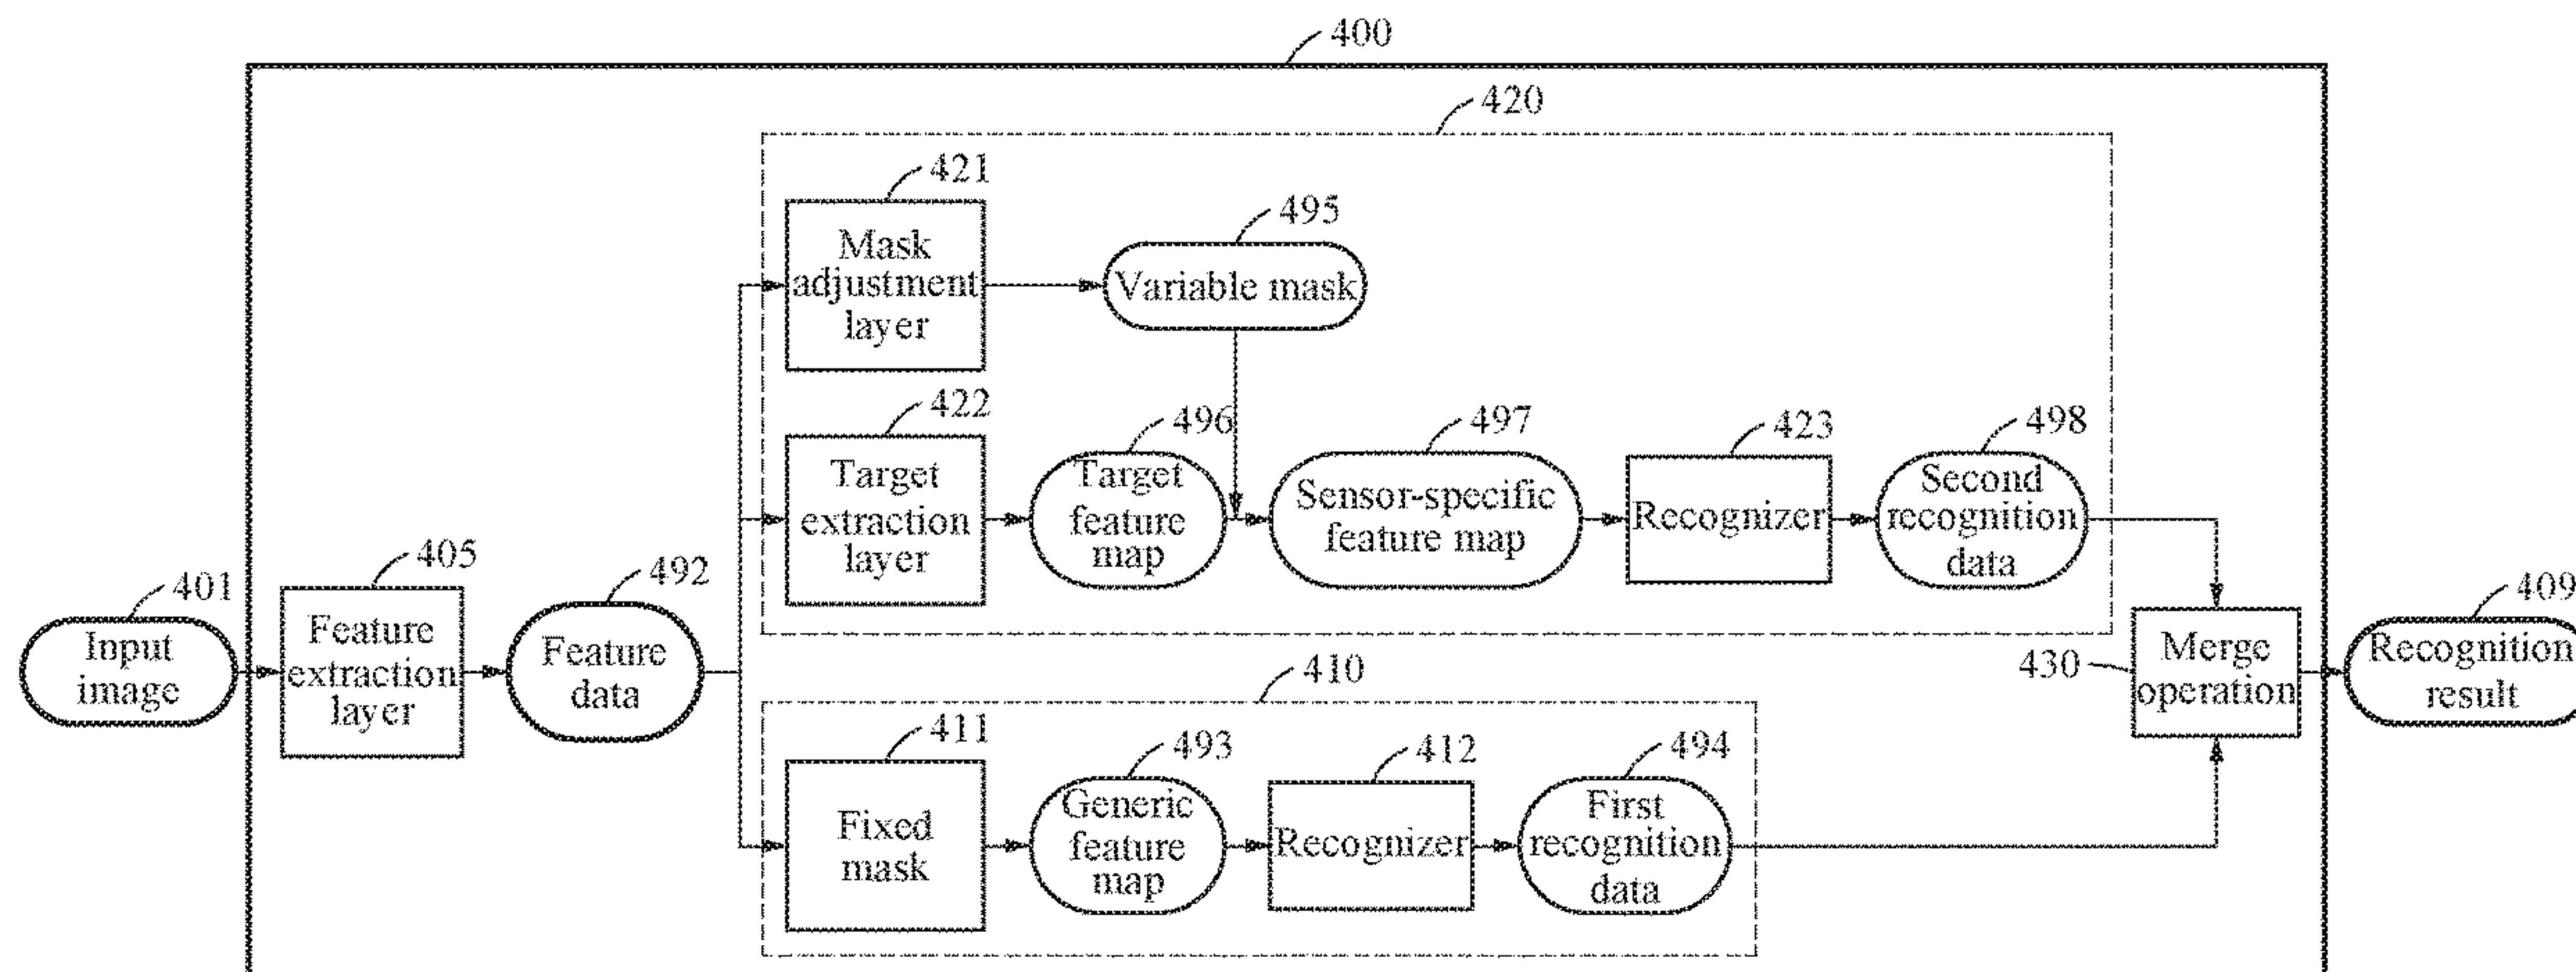 400
420
421
Mask
adjustment
layer
495
Variable mask
422
Target
extraction
layer
496
Target
feature
map
497
Sensor-specific
feature map
423
Recognizer
498
Second
recognition
data
401
Input
image
405
Feature
extraction
layer
492
Feature
data
410
411
Fixed
mask
493
Generic
feature
map
412
Recognizer
494
First
recognition
data
430
Merge
operation
409
Recognition
result